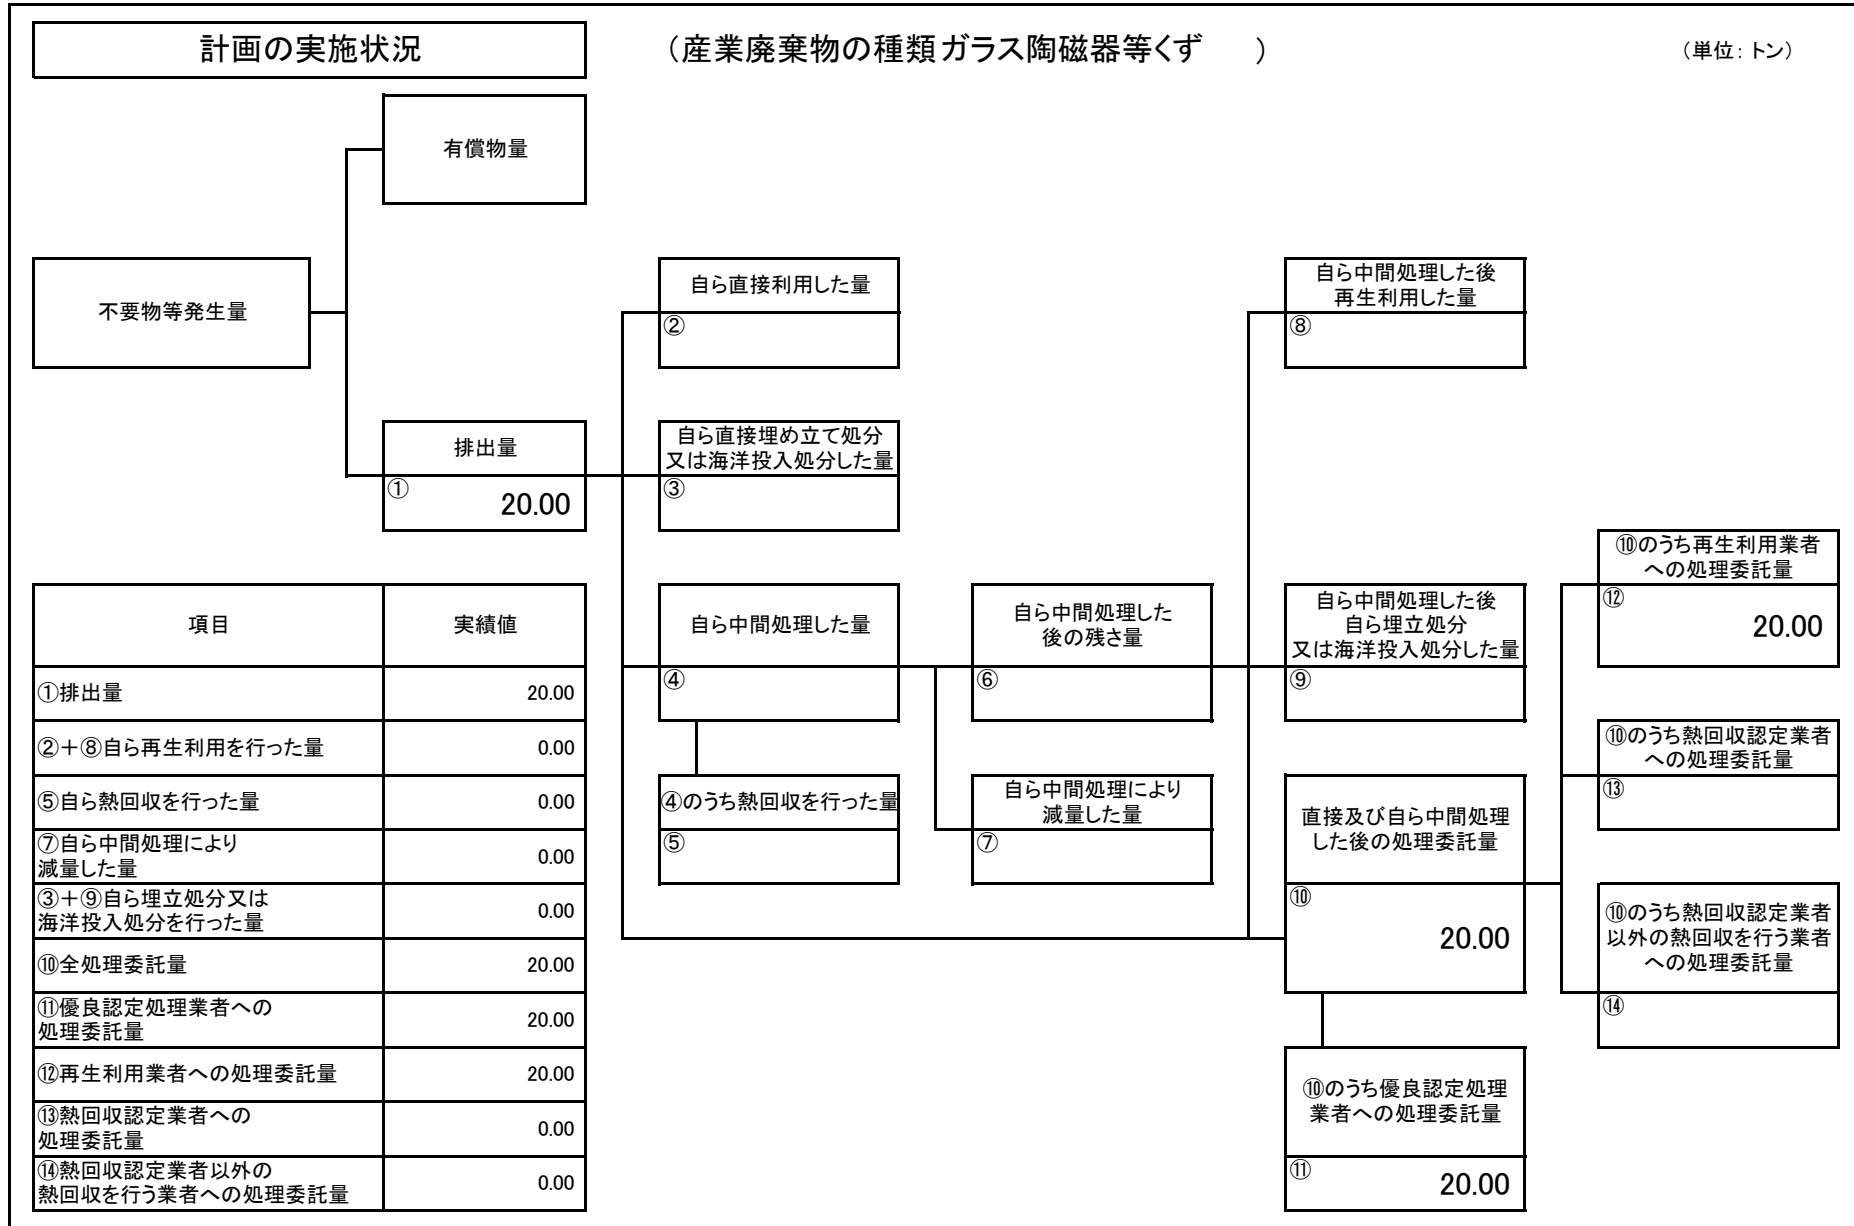 計画の実施状況
（産業廃棄物の種類ガラス陶磁器等くず　　）
（単位：トン）
有償物量
不要物等発生量
自ら直接利用した量
②
自ら中間処理した後
再生利用した量
⑧
排出量
① 20.00
自ら直接埋め立て処分
又は海洋投入処分した量
③
⑩のうち再生利用業者
への処理委託量
⑫ 20.00
自ら中間処理した量
④
自ら中間処理した
後の残さ量
⑥
自ら中間処理した後
自ら埋立処分
又は海洋投入処分した量
⑨
⑩のうち熱回収認定業者
への処理委託量
⑬
④のうち熱回収を行った量
⑤
自ら中間処理により
減量した量
⑦
直接及び自ら中間処理
した後の処理委託量
⑩
20.00
⑩のうち熱回収認定業者
以外の熱回収を行う業者
への処理委託量
⑭
⑩のうち優良認定処理
業者への処理委託量
⑪ 20.00
項目 実績値
①排出量 20.00
②＋⑧自ら再生利用を行った量 0.00
⑤自ら熱回収を行った量 0.00
⑦自ら中間処理により
減量した量 0.00
③＋⑨自ら埋立処分又は
海洋投入処分を行った量 0.00
⑩全処理委託量 20.00
⑪優良認定処理業者への
処理委託量 20.00
⑫再生利用業者への処理委託量 20.00
⑬熱回収認定業者への
処理委託量 0.00
⑭熱回収認定業者以外の
熱回収を行う業者への処理委託量 0.00